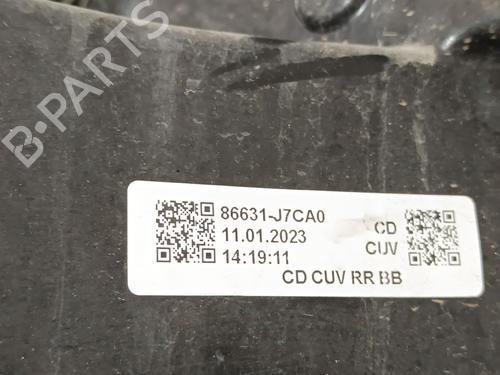 B-PARTS
86631-J7CA0
CD
11.01.2023
CUV
14:19:11
CD CUV RR BB